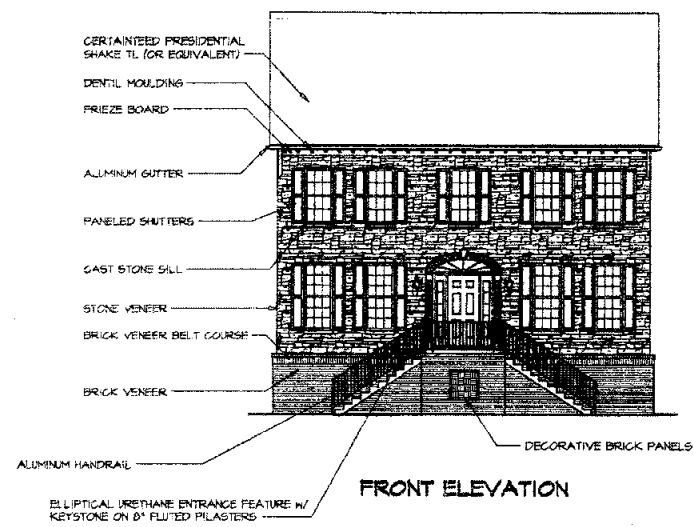 CERTAINTEED PRESIDENTIAL
SHAKE TL (OR EQUIVALENT)
DENTIL MOULDING
FRIEZE BOARD
ALUMINUM GUTTER
PANELED SHUTTERS
CAST STONE SILL
STONE VENEER
BRICK VENEER BELT COURSE
BRICK VENEER
DECORATIVE BRICK PANELS
ALUMINUM HANDRAIL
FRONT ELEVATION
ELLIPTICAL URETHANE ENTRANCE FEATURE W/
KEYSTONE ON 8" FLUTED PILASTERS